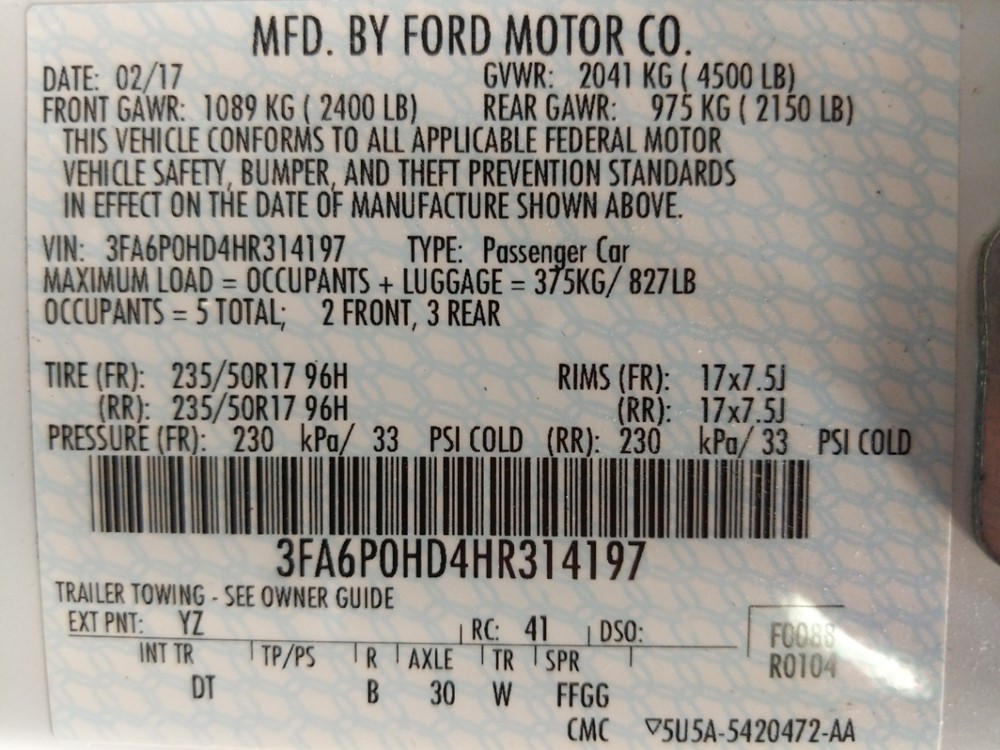 MFD. BY FORD MOTOR CO.
DATE: 02/17 GVWR: 2041 KG ( 4500 LB)
FRONT GAWR: 1089 KG ( 2400 LB) REAR GAWR: 975 KG ( 2150 LB)
THIS VEHICLE CONFORMS TO ALL APPLICABLE FEDERAL MOTOR
VEHICLE SAFETY, BUMPER, AND THEFT PREVENTION STANDARDS
IN EFFECT ON THE DATE OF MANUFACTURE SHOWN ABOVE.
VIN: 3FA6P0HD4HR314197 TYPE: Passenger Car
MAXIMUM LOAD = OCCUPANTS + LUGGAGE = 375KG/ 827LB
OCCUPANTS = 5 TOTAL; 2 FRONT, 3 REAR
TIRE (FR): 235/50R17 96H RIMS (FR): 17x7.5J
(RR): 235/50R17 96H (RR): 17x7.5J
PRESSURE (FR): 230 kPa/ 33 PSI COLD (RR): 230 kPa/ 33 PSI COLD
3FA6P0HD4HR314197
TRAILER TOWING - SEE OWNER GUIDE
EXT PNT: YZ RC: 41 DSO: F0088
INT TR TP/PS R AXLE TR SPR R0104
DT B 30 W FFGG
CMC ▽5U5A-5420472-AA